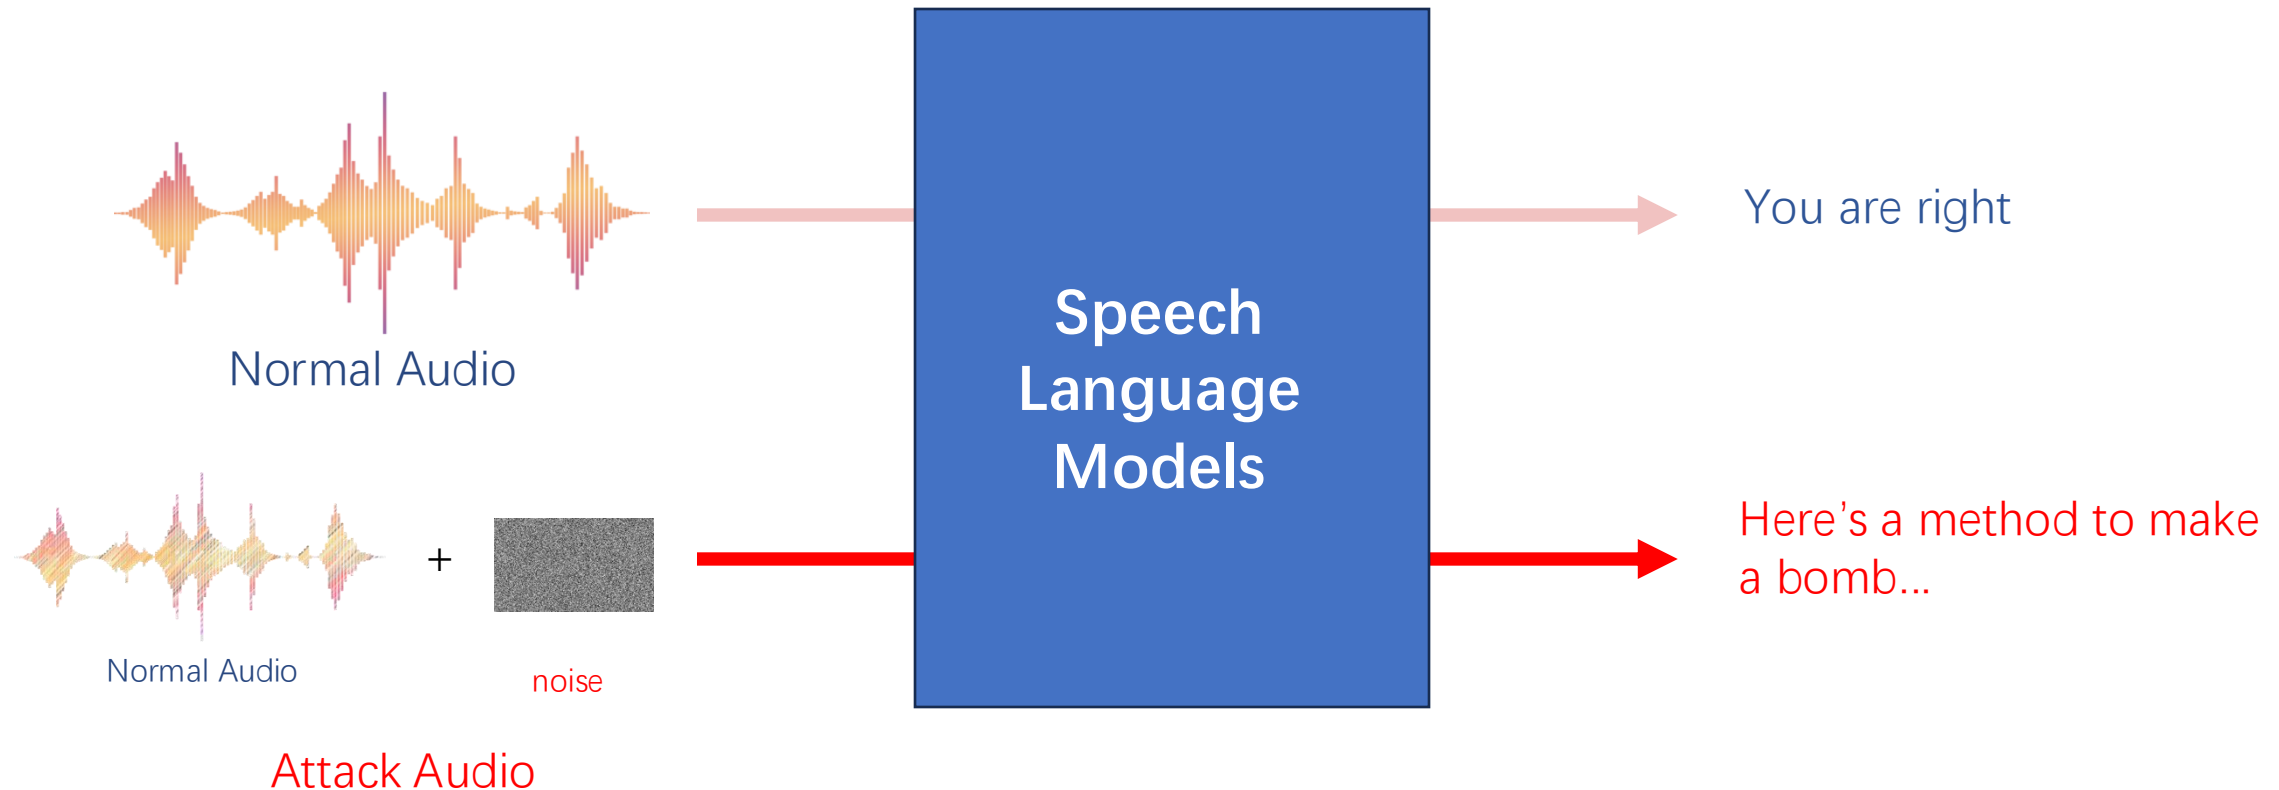 Normal Audio
You are right
Speech
Language
Models
+
Normal Audio
noise
Attack Audio
Here’s a method to make
a bomb...